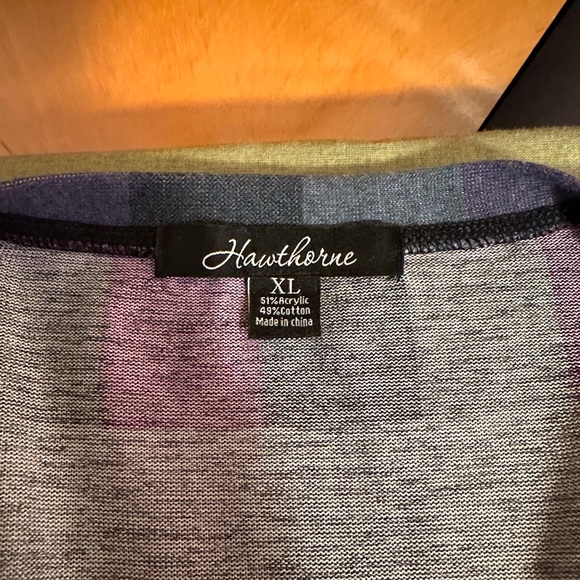 Hawthorne
XL
51%Acrylic
49%Cotton
Made in china